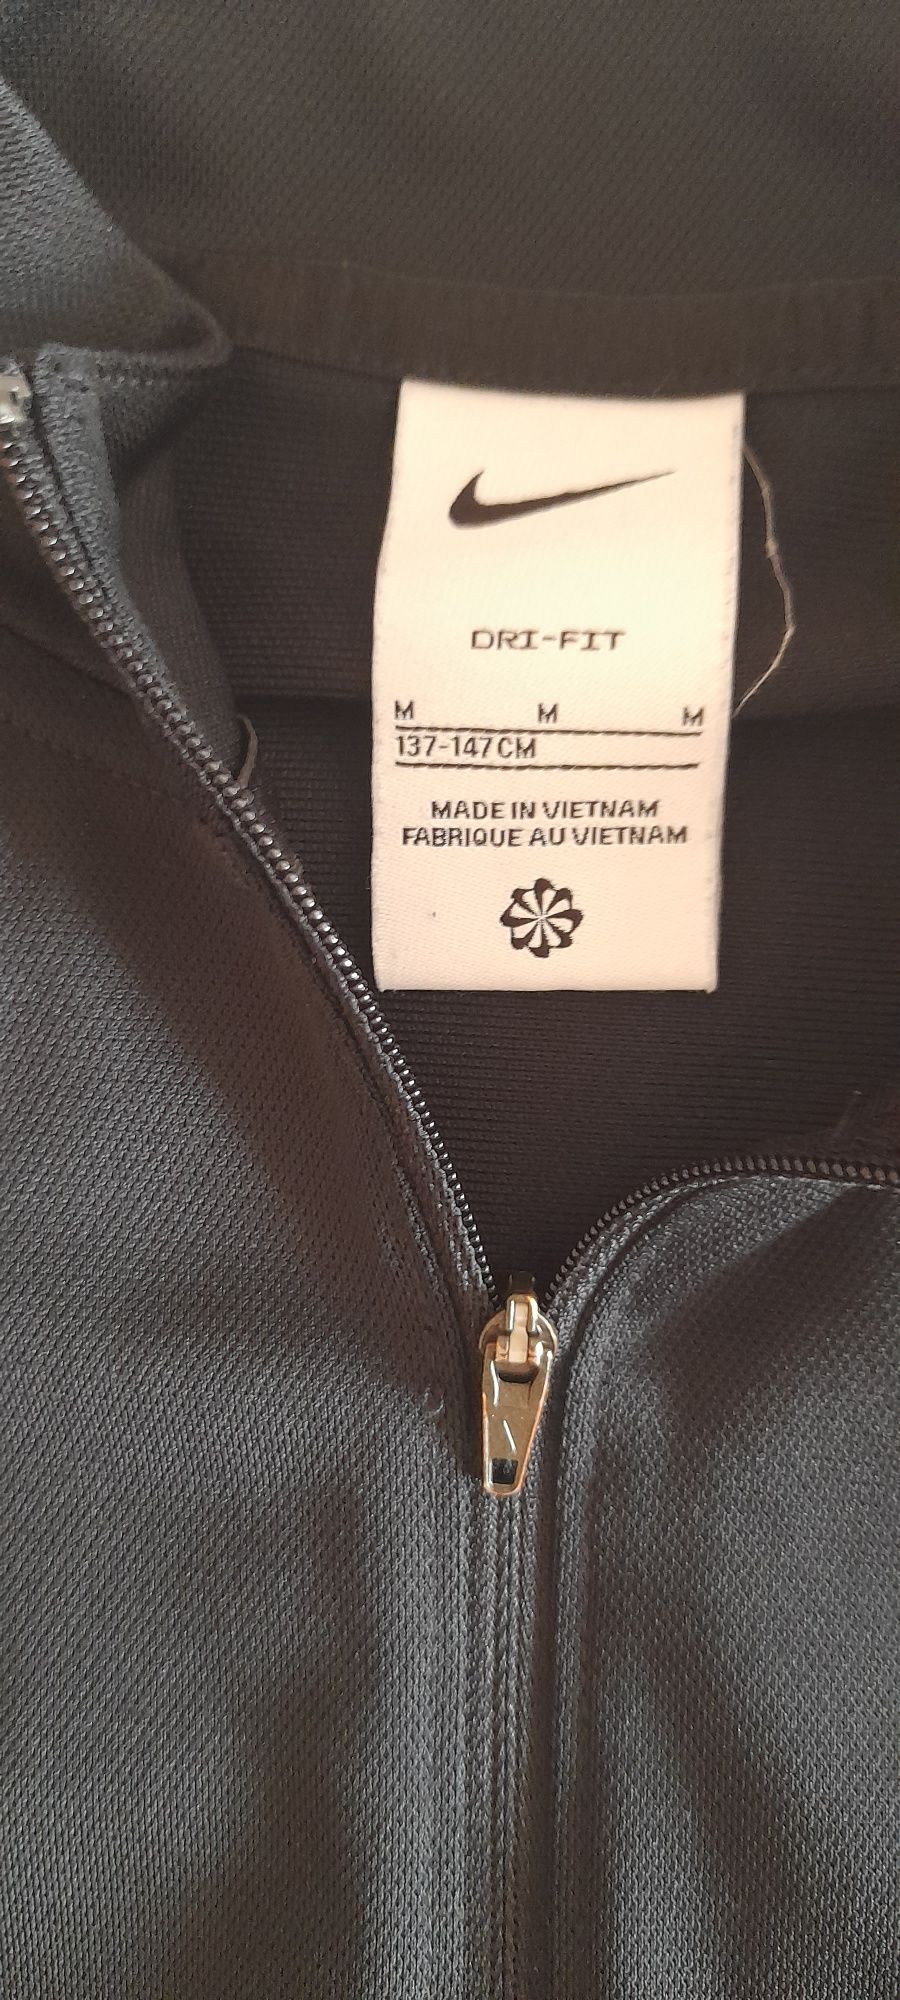 DRI-FIT
M M M
137-147CM
MADE IN VIETNAM
FABRIQUE AU VIETNAM